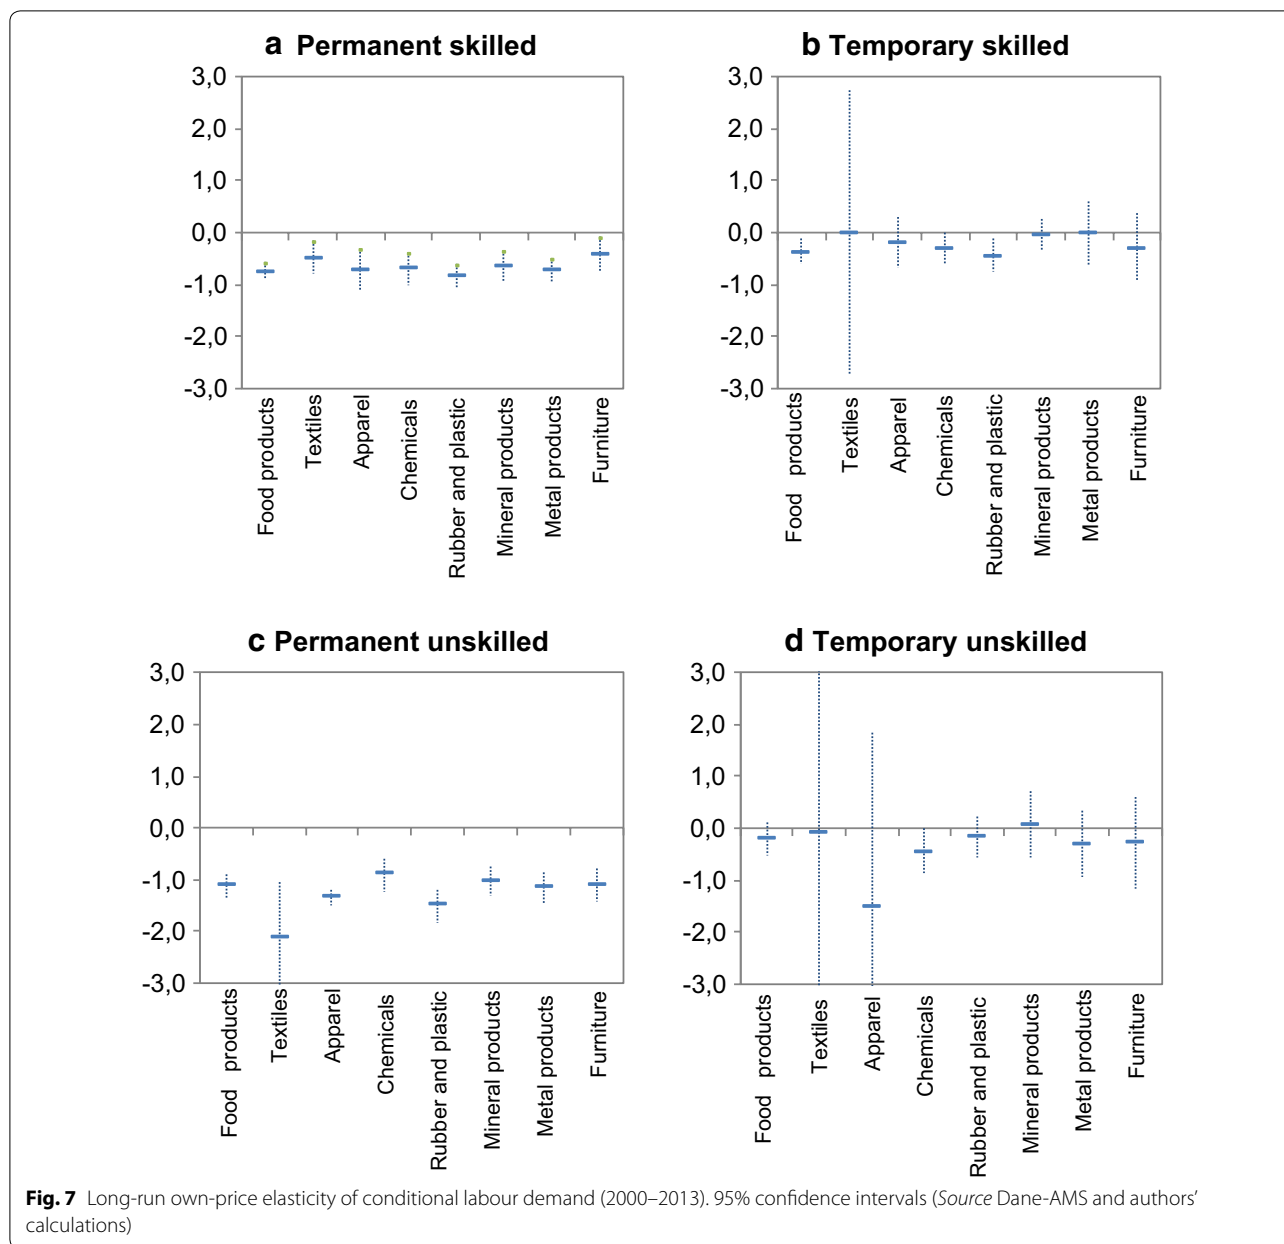 a Permanent skilled
3,0
2,0
1,0
0,0
-1,0
-2,0
-3,0
Food products
Textiles
Apparel
Chemicals
Rubber and plastic
Mineral products
Metal products
Furniture
b Temporary skilled
3,0
2,0
1,0
0,0
-1,0
-2,0
-3,0
Food products
Textiles
Apparel
Chemicals
Rubber and plastic
Mineral products
Metal products
Furniture
c Permanent unskilled
3,0
2,0
1,0
0,0
-1,0
-2,0
-3,0
Food products
Textiles
Apparel
Chemicals
Rubber and plastic
Mineral products
Metal products
Furniture
d Temporary unskilled
3,0
2,0
1,0
0,0
-1,0
-2,0
-3,0
Food products
Textiles
Apparel
Chemicals
Rubber and plastic
Mineral products
Metal products
Furniture
Fig. 7 Long-run own-price elasticity of conditional labour demand (2000–2013). 95% confidence intervals (Source Dane-AMS and authors’
calculations)